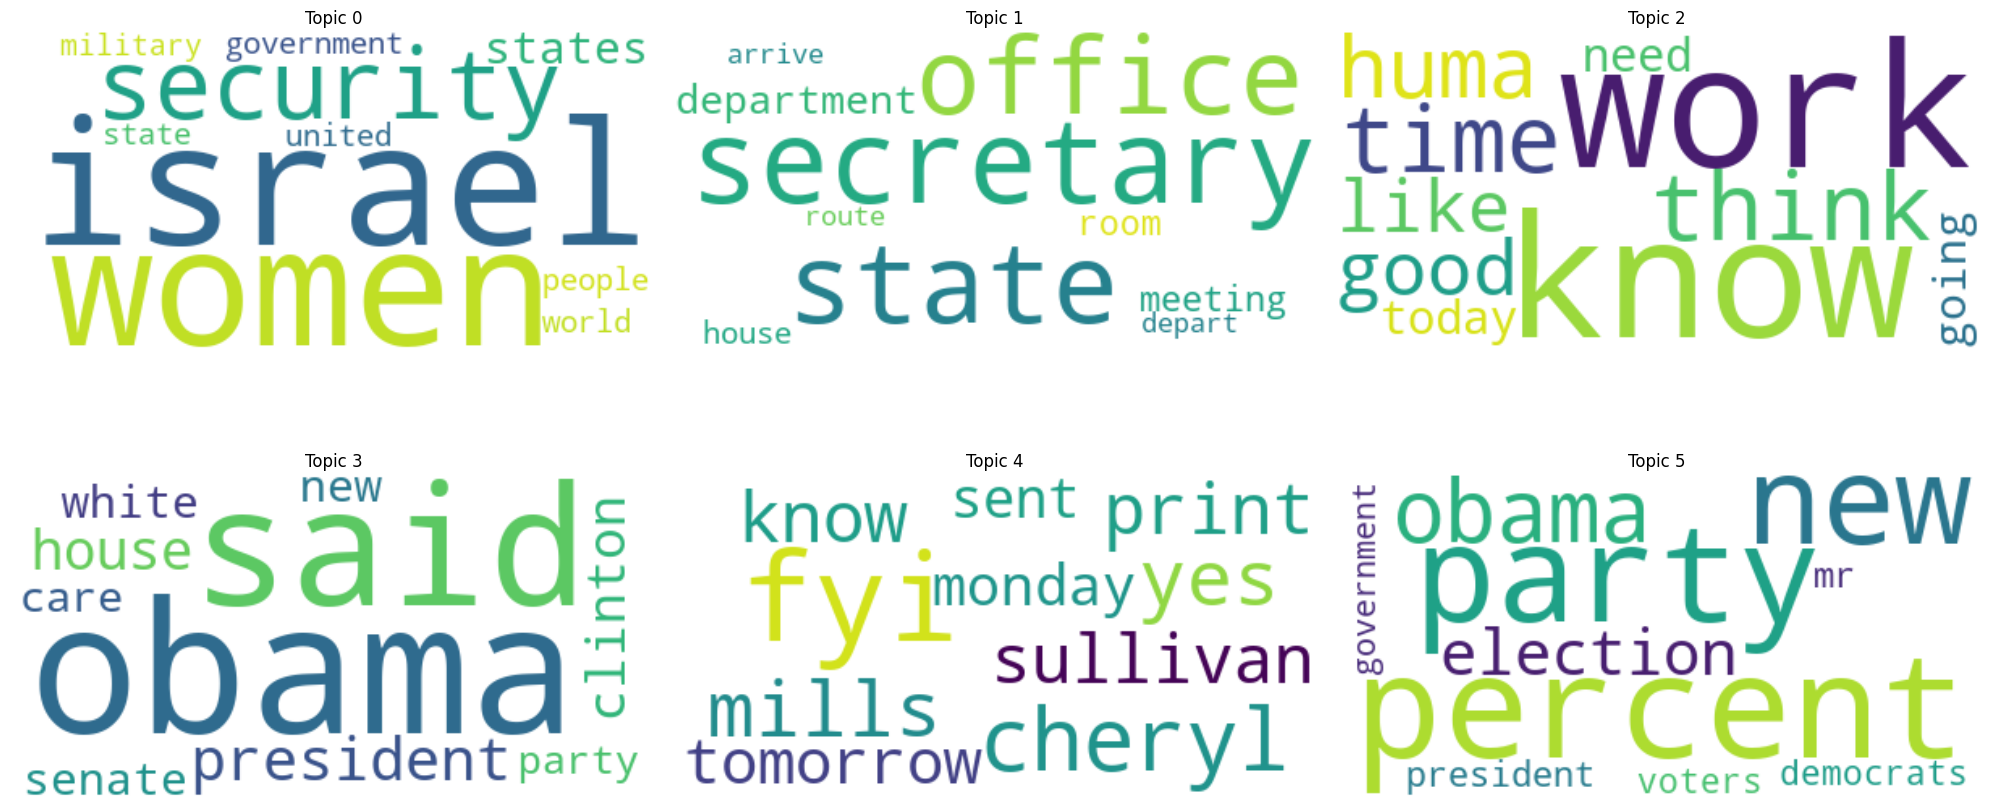 Topic 0
military government states
security
state united
israel
women
people
world
Topic 1
arrive
department office
secretary
route room
state
meeting
house depart
Topic 2
huma need
time work
like think
good know
today
going
Topic 3
white new
house said
care
clinton
obama
senate president party
Topic 4
know sent print
fyi monday yes
sullivan
mills
tomorrow cheryl
Topic 5
government
obama new
party mr
election
percent
president voters democrats